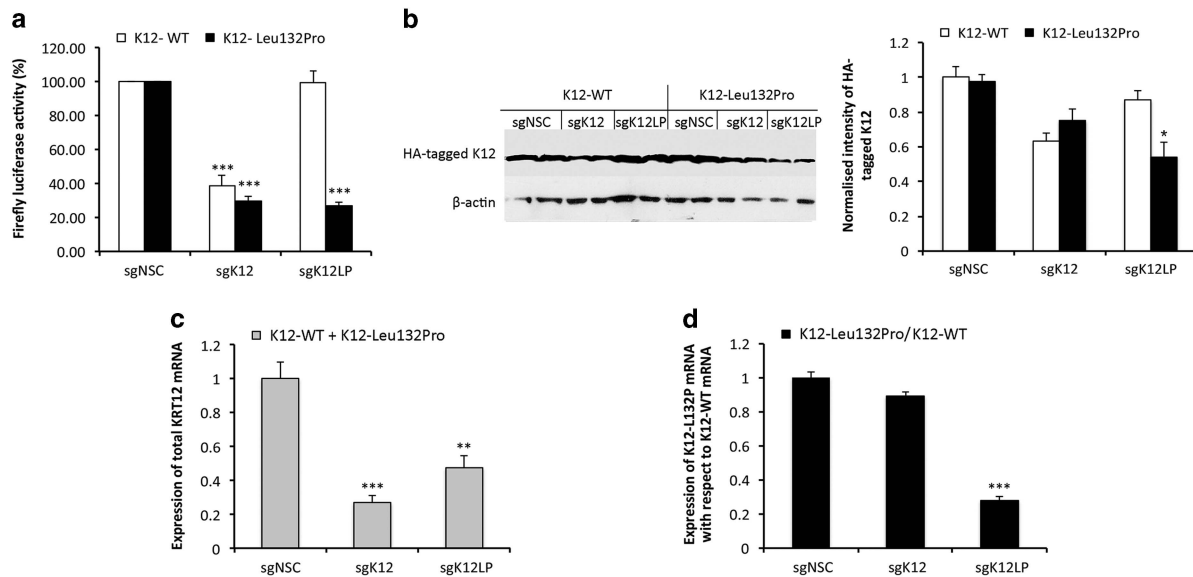 a
K12- WT
K12- Leu132Pro
Firefly luciferase activity (%)
120.00
100.00
80.00
60.00
40.00
20.00
0.00
***
***
***
sgNSC
sgK12
sgK12LP
b
K12-WT
K12-Leu132Pro
sgNSC
sgK12
sgK12LP
sgNSC
sgK12
sgK12LP
HA-tagged K12
β-actin
K12-WT
K12-Leu132Pro
Normalised intensity of HA-
tagged K12
1.2
1
0.8
0.6
0.4
0.2
0
*
sgNSC
sgK12
sgK12LP
c
K12-WT + K12-Leu132Pro
Expression of total KRT12 mRNA
1.2
1
0.8
0.6
0.4
0.2
0
***
**
sgNSC
sgK12
sgK12LP
d
K12-Leu132Pro/K12-WT
Expression of K12-L132P mRNA
with respect to K12-WT mRNA
1.2
1
0.8
0.6
0.4
0.2
0
***
sgNSC
sgK12
sgK12LP